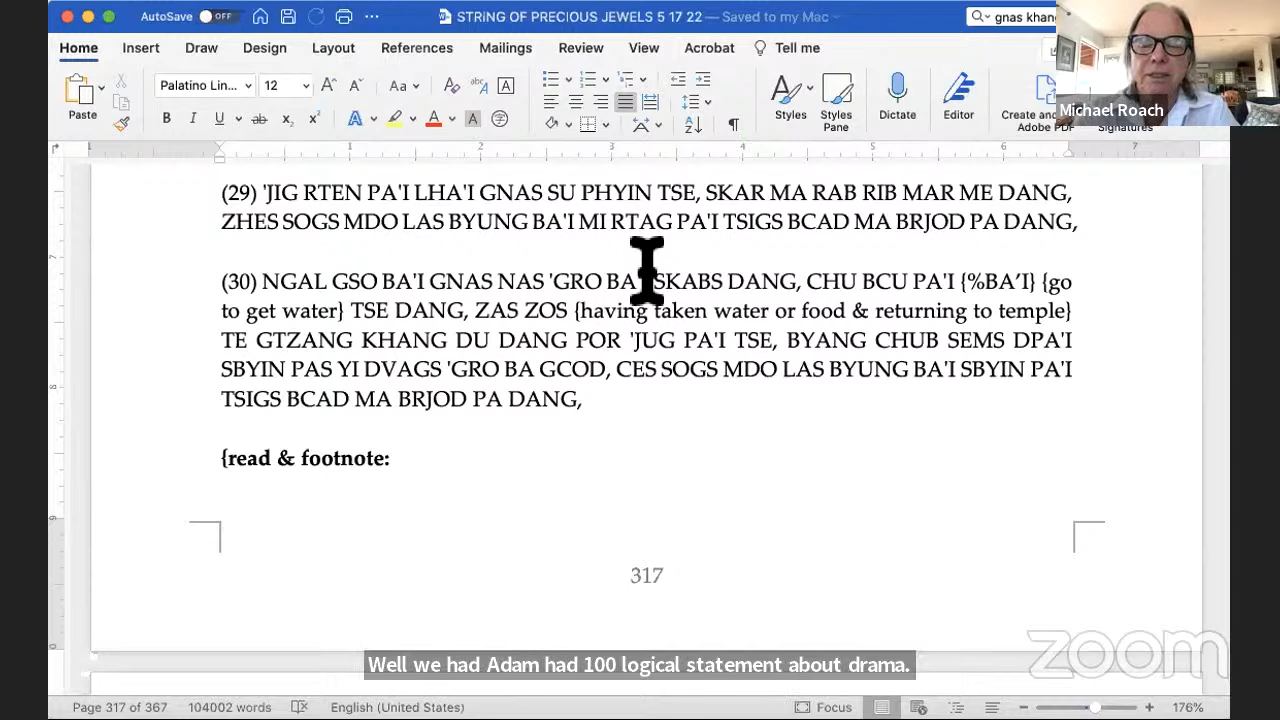 AutoSave OFF
STRING OF PRECIOUS JEWELS 5 17 22 — Saved to my Mac
gnas khang
Home Insert Draw Design Layout References Mailings Review View Acrobat Tell me
Michael Roach
Paste
Palatino Lin...
12
Styles
Styles Pane
Dictate
Editor
Adobe PDF
Signatures
(29) 'JIG RTEN PA'I LHA'I GNAS SU PHYIN TSE, SKAR MA RAB RIB MAR ME DANG,
ZHES SOGS MDO LAS BYUNG BA'I MI RTAG PA'I TSIGS BCAD MA BRJOD PA DANG,
(30) NGAL GSO BA'I GNAS NAS 'GRO BA'I SKABS DANG, CHU BCU PA'I {%BA’I} {go
to get water} TSE DANG, ZAS ZOS {having taken water or food & returning to temple}
TE GTZANG KHANG DU DANG POR 'JUG PA'I TSE, BYANG CHUB SEMS DPA'I
SBYIN PAS YI DVAGS 'GRO BA GCOD, CES SOGS MDO LAS BYUNG BA'I SBYIN PA'I
TSIGS BCAD MA BRJOD PA DANG,
{read & footnote:
317
Well we had Adam had 100 logical statement about drama.
zoom
Page 317 of 367 104002 words English (United States) Focus 176%